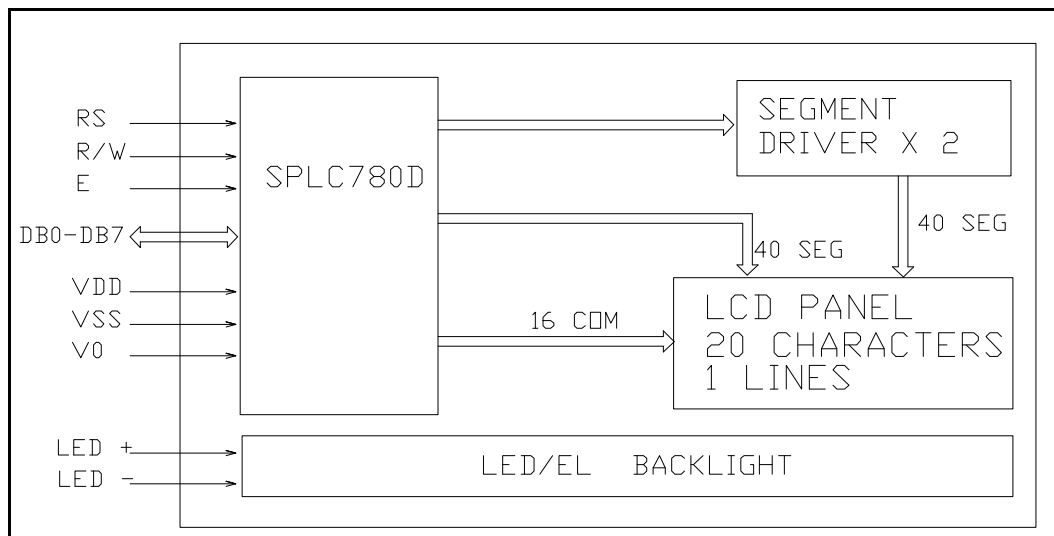 RS
R/W
E
DB0-DB7
VDD
VSS
V0
LED +
LED -
SPLC780D
SEGMENT
DRIVER X 2
40 SEG
40 SEG
16 COM
LCD PANEL
20 CHARACTERS
1 LINES
LED/EL BACKLIGHT